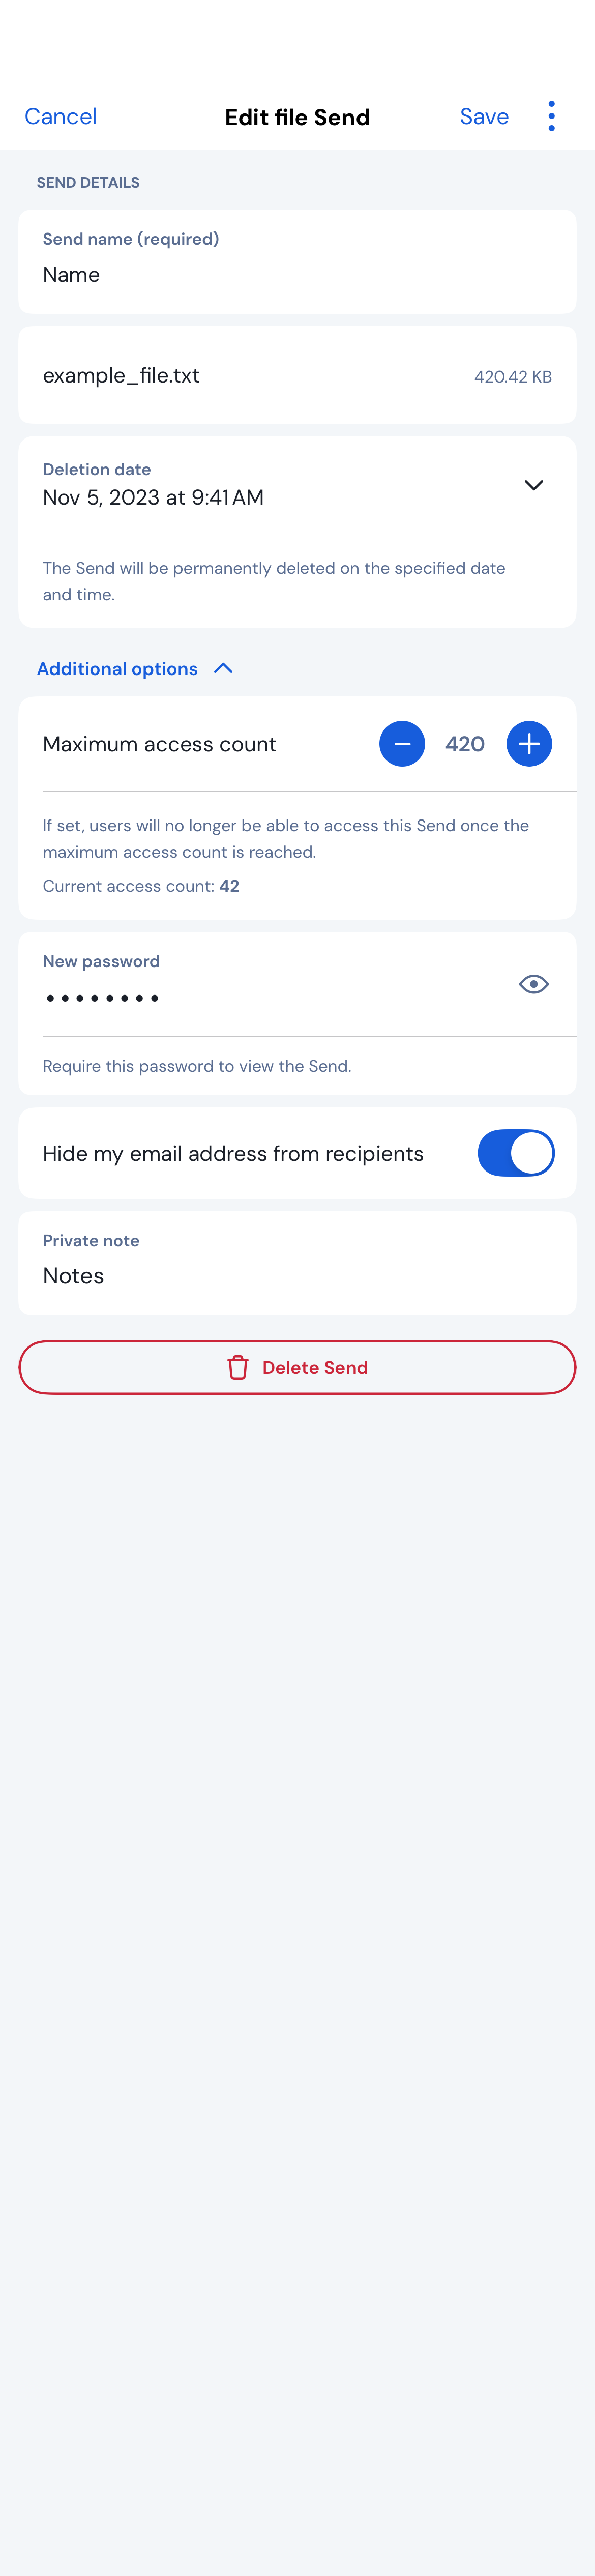 Cancel
Edit file Send
Save
SEND DETAILS
Send name (required)
Name
example_file.txt
420.42 KB
Deletion date
Nov 5, 2023 at 9:41 AM
The Send will be permanently deleted on the specified date
and time.
Additional options
Maximum access count
420
If set, users will no longer be able to access this Send once the
maximum access count is reached.
Current access count: 42
New password
••••••••
Require this password to view the Send.
Hide my email address from recipients
Private note
Notes
Delete Send